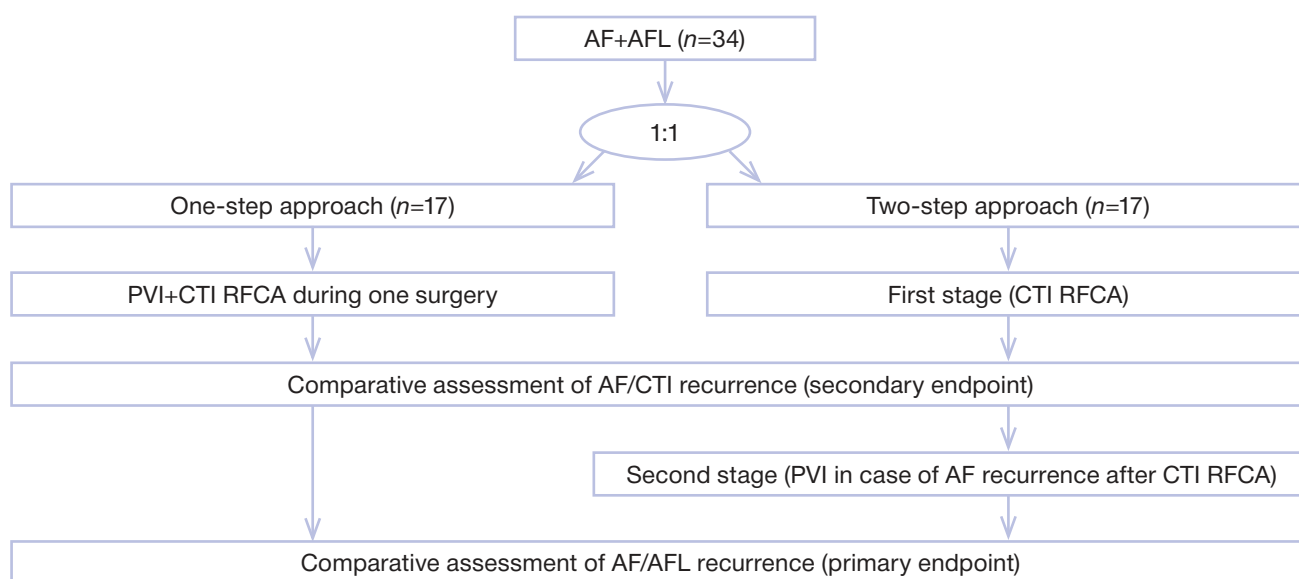 AF+AFL (n=34)
1:1
One-step approach (n=17)
Two-step approach (n=17)
PVI+CTI RFCA during one surgery
First stage (CTI RFCA)
Comparative assessment of AF/CTI recurrence (secondary endpoint)
Second stage (PVI in case of AF recurrence after CTI RFCA)
Comparative assessment of AF/AFL recurrence (primary endpoint)